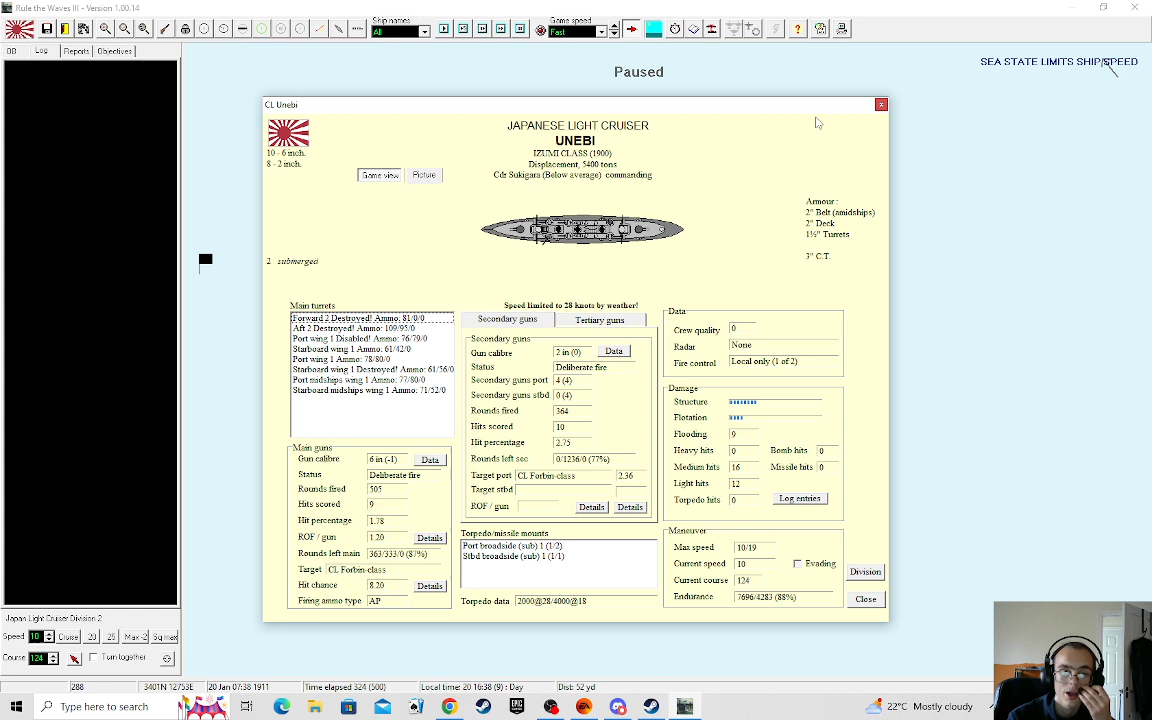 Rule the Waves III - Version 1.00.14
Ship names
All
Game speed
Fast
OB Log Reports Objectives
SEA STATE LIMITS SHIP SPEED
Paused
CL Unebi
JAPANESE LIGHT CRUISER
UNEBI
IZUMI CLASS (1900)
Displacement, 5400 tons
Cdr Sukigara (Below average) commanding
10 - 6 inch.
8 - 2 inch.
Game view Picture
Armour :
2" Belt (amidships)
2" Deck
1½" Turrets
3" C.T.
2 submerged
Speed limited to 28 knots by weather!
Main turrets
Forward 2 Destroyed! Ammo: 81/0/0
Aft 2 Destroyed! Ammo: 109/95/0
Port wing 1 Disabled! Ammo: 76/79/0
Starboard wing 1 Ammo: 61/42/0
Port wing 1 Ammo: 78/80/0
Starboard wing 1 Destroyed! Ammo: 61/56/0
Port midships wing 1 Ammo: 77/80/0
Starboard midships wing 1 Ammo: 71/52/0
Main guns
Gun calibre 6 in (-1) Data
Status Deliberate fire
Rounds fired 505
Hits scored 9
Hit percentage 1.78
ROF / gun 1.20 Details
Rounds left main 363/333/0 (87%)
Target CL Forbin-class
Hit chance 8.20 Details
Firing ammo type AP
Secondary guns Tertiary guns
Secondary guns
Gun calibre 2 in (0) Data
Status Deliberate fire
Secondary guns port 4 (4)
Secondary guns stbd 0 (4)
Rounds fired 364
Hits scored 10
Hit percentage 2.75
Rounds left sec 0/1236/0 (77%)
Target port CL Forbin-class 2.36
Target stbd
ROF / gun Details Details
Torpedo/missile mounts
Port broadside (sub) 1 (1/2)
Stbd broadside (sub) 1 (1/1)
Torpedo data 2000@28/4000@18
Data
Crew quality 0
Radar None
Fire control Local only (1 of 2)
Damage
Structure
Flotation
Flooding 9
Heavy hits 0 Bomb hits 0
Medium hits 16 Missile hits 0
Light hits 12
Torpedo hits 0 Log entries
Maneuver
Max speed 10/19
Current speed 10 Evading
Current course 124
Endurance 7696/4283 (88%)
Division
Close
Japan Light Cruiser Division 2
Speed 10 Cruise 20 25 Max -2 Sq max
Course 124 Turn together
288 3401N 12753E 20 Jan 07:38 1911 Time elapsed 324 (500) Local time: 20 16:38 (9) : Day Dist: 52 yd
Type here to search
22°C Mostly cloudy